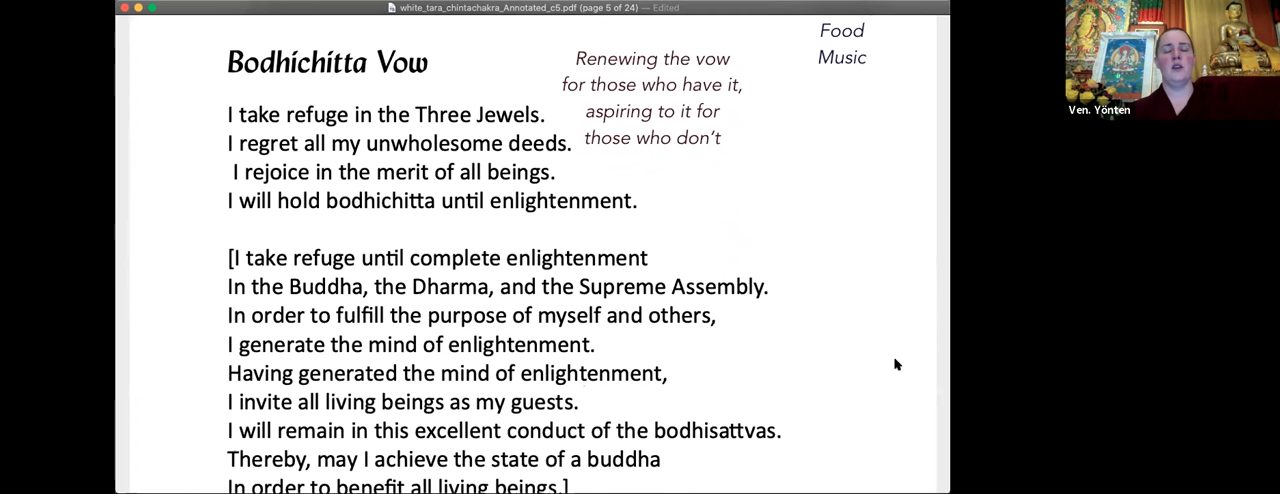 white_tara_chintachakra_Annotated_c5.pdf (page 5 of 24) — Edited
Food
Music
Bodhichitta Vow
Renewing the vow
for those who have it,
aspiring to it for
those who don't
I take refuge in the Three Jewels.
I regret all my unwholesome deeds.
I rejoice in the merit of all beings.
I will hold bodhichitta until enlightenment.
[I take refuge until complete enlightenment
In the Buddha, the Dharma, and the Supreme Assembly.
In order to fulfill the purpose of myself and others,
I generate the mind of enlightenment.
Having generated the mind of enlightenment,
I invite all living beings as my guests.
I will remain in this excellent conduct of the bodhisattvas.
Thereby, may I achieve the state of a buddha
In order to benefit all living beings.]
Ven. Yönten